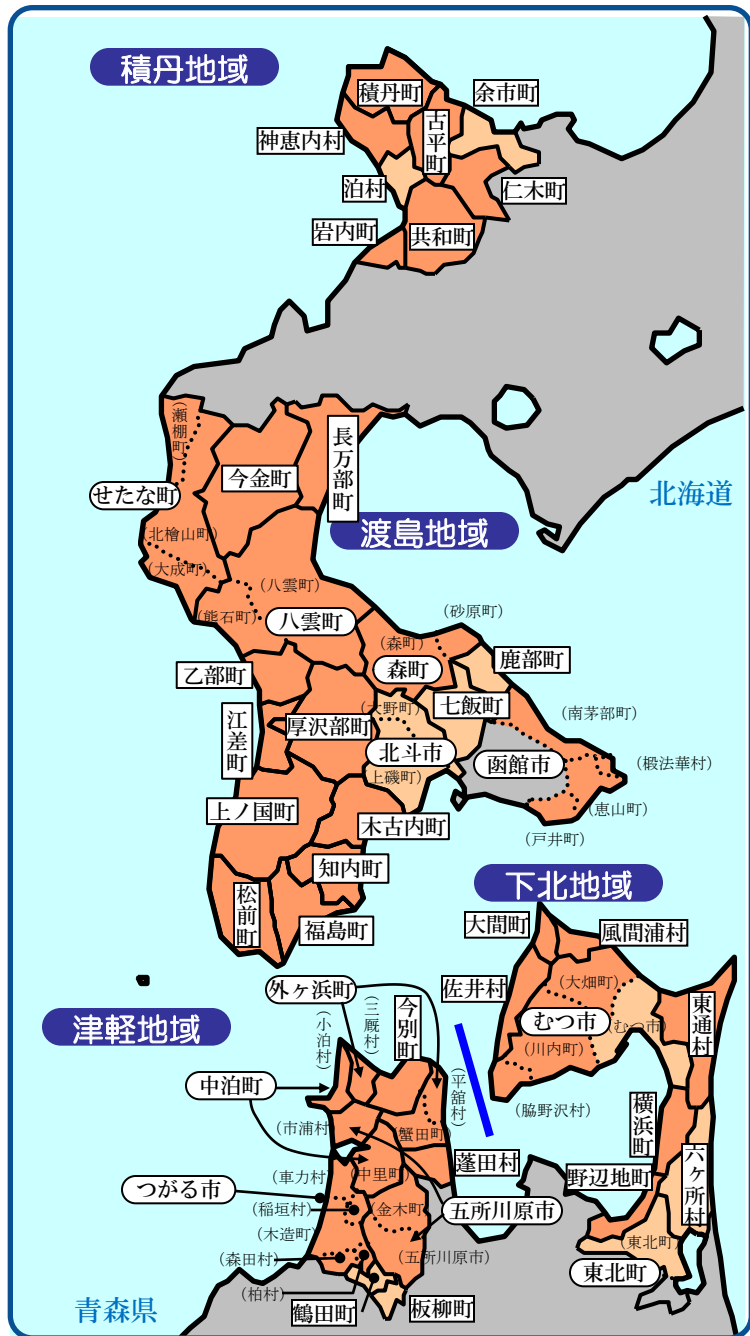 積丹地域
積丹町
余市町
古平町
神恵内村
泊村
仁木町
岩内町
共和町
(瀬棚町)
長万部町
今金町
せたな町
北海道
渡島地域
(北檜山町)
(大成町)
(八雲町)
(熊石町)
八雲町
(砂原町)
(森町)
森町
鹿部町
乙部町
七飯町
(大野町)
(南茅部町)
江差町
厚沢部町
北斗市
函館市
(椴法華村)
上磯町)
上ノ国町
(恵山町)
木古内町
(戸井町)
知内町
松前町
福島町
下北地域
大間町
風間浦村
佐井村
(大畑町)
東通村
むつ市
(むつ市)
(川内町)
(脇野沢村)
横浜町
六ヶ所村
野辺地町
(東北町)
東北町
津軽地域
外ヶ浜町
今別町
(三厩村)
(小泊村)
中泊町
(平舘村)
(市浦村)
(蟹田町)
蓬田村
(車力村)
(中里町)
つがる市
(稲垣村)
(金木町)
五所川原市
(木造町)
(森田村)
(五所川原市)
(柏村)
鶴田町
板柳町
青森県